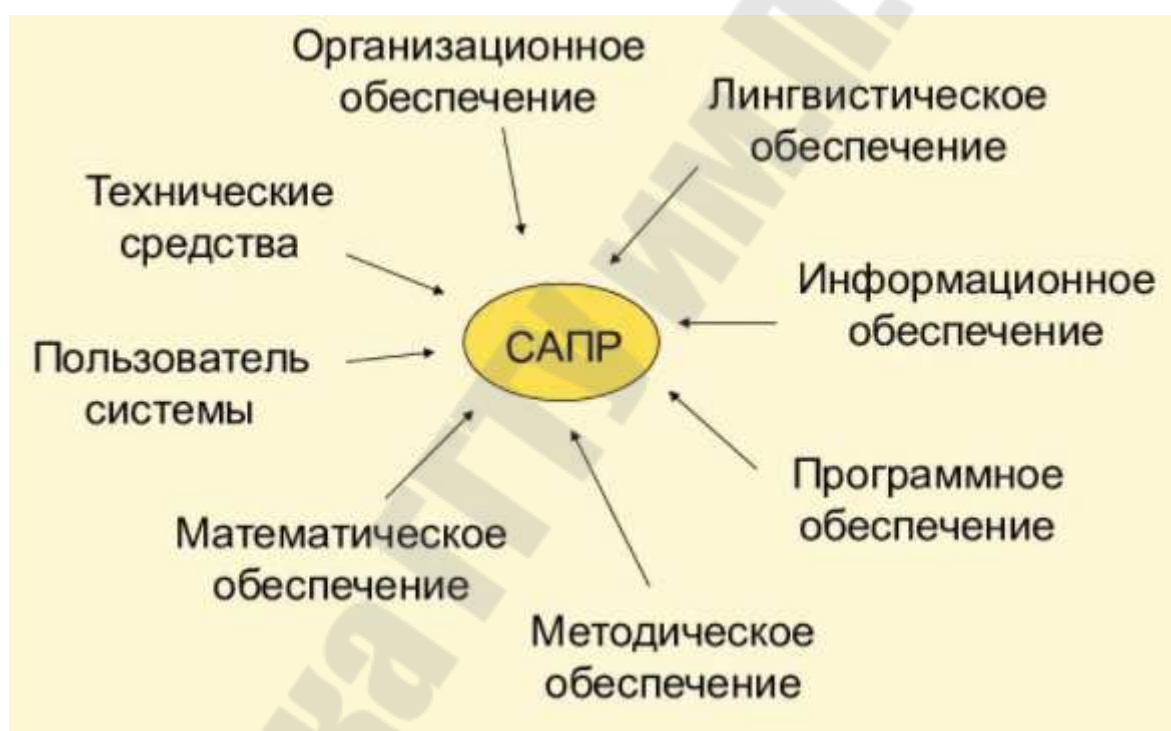 Организационное
обеспечение
Лингвистическое
обеспечение
Технические
средства
Информационное
обеспечение
САПР
Пользователь
системы
Программное
обеспечение
Математическое
обеспечение
Методическое
обеспечение